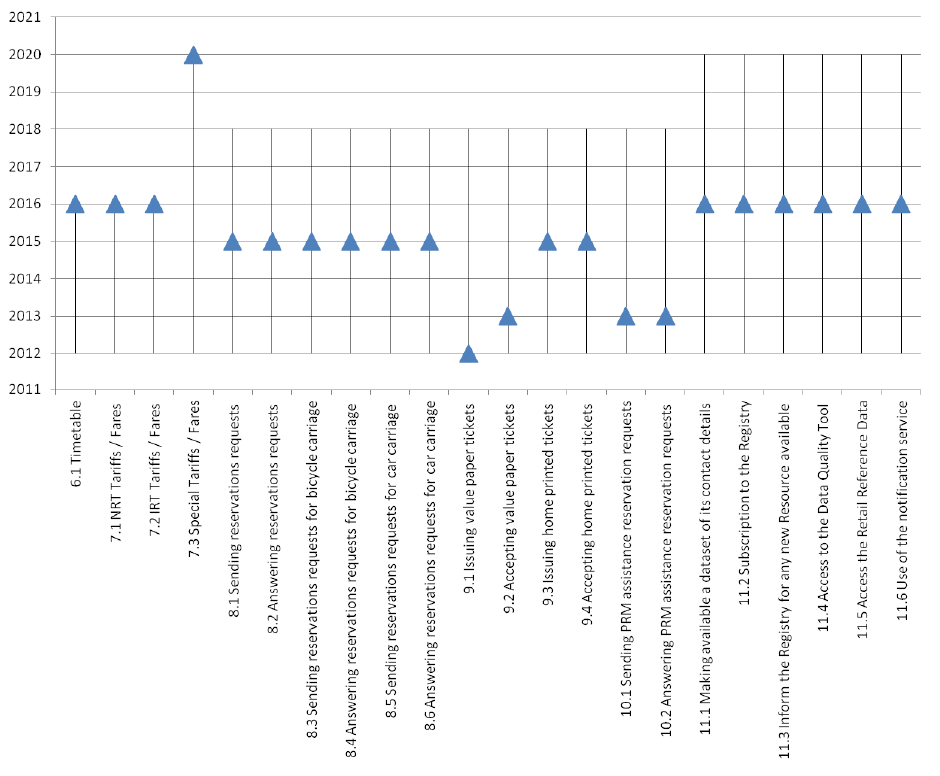 2021
2020
2019
2018
2017
2016
2015
2014
2013
2012
2011
6.1 Timetable
7.1 NRT Tariffs / Fares
7.2 IRT Tariffs / Fares
7.3 Special Tariffs / Fares
8.1 Sending reservations requests
8.2 Answering reservations requests
8.3 Sending reservations requests for bicycle carriage
8.4 Answering reservations requests for bicycle carriage
8.5 Sending reservations requests for car carriage
8.6 Answering reservations requests for car carriage
9.1 Issuing value paper tickets
9.2 Accepting value paper tickets
9.3 Issuing home printed tickets
9.4 Accepting home printed tickets
10.1 Sending PRM assistance reservation requests
10.2 Answering PRM assistance reservation requests
11.1 Making available a dataset of its contact details
11.2 Subscription to the Registry
11.3 Inform the Registry for any new Resource available
11.4 Access to the Data Quality Tool
11.5 Access the Retail Reference Data
11.6 Use of the notification service